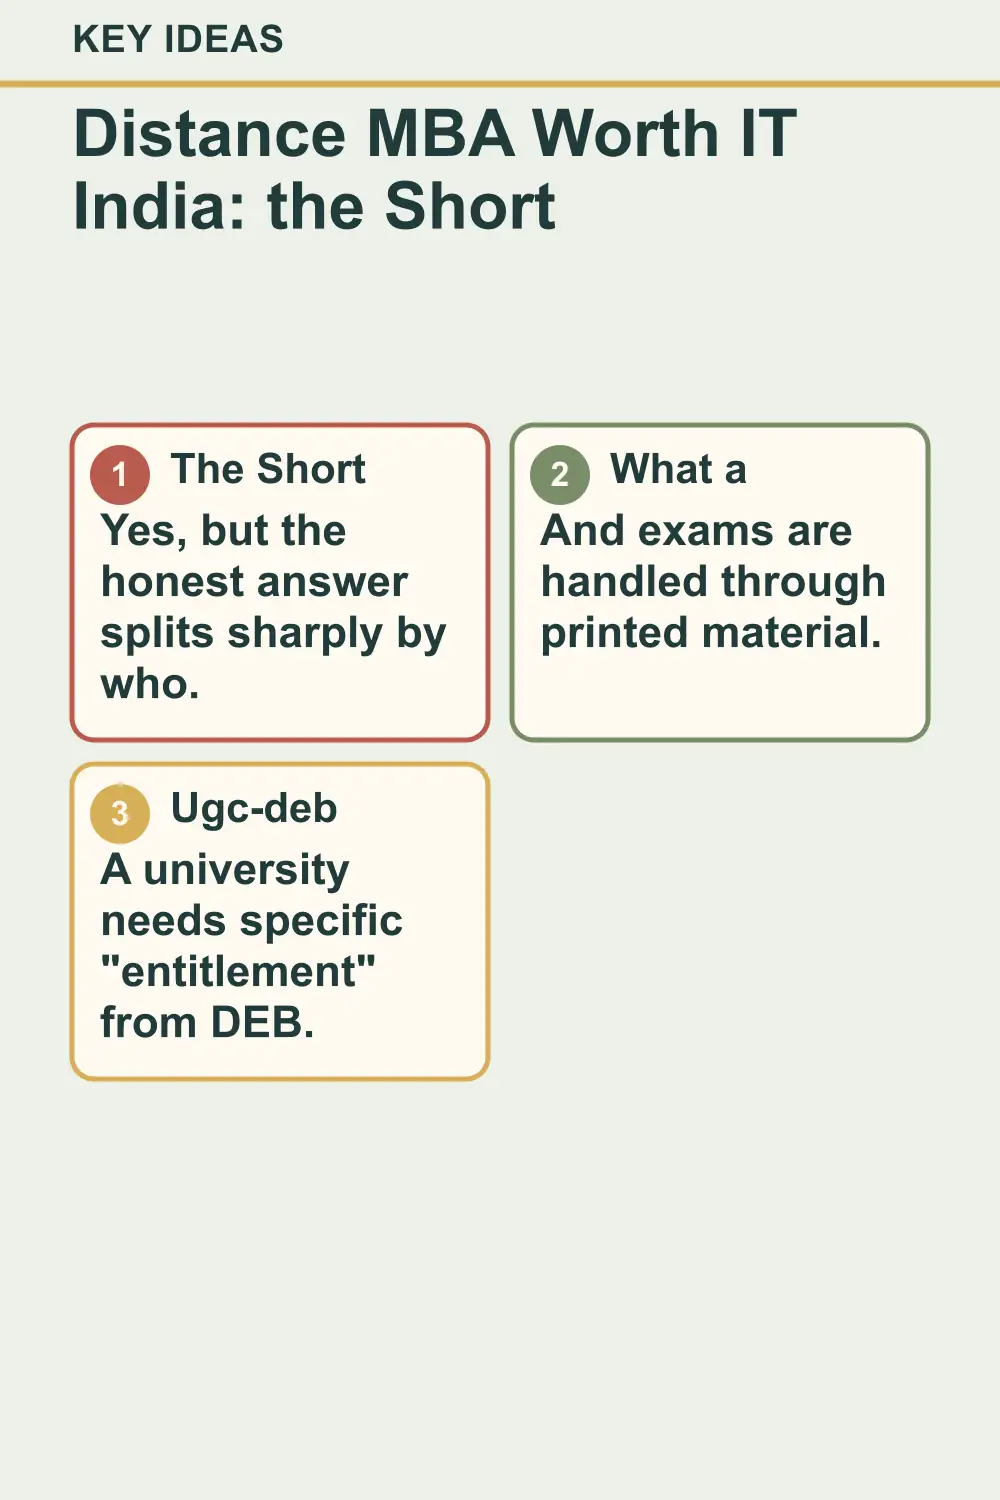 KEY IDEAS
Distance MBA Worth IT
India: the Short
1 The Short
Yes, but the
honest answer
splits sharply by
who.
2 What a
And exams are
handled through
printed material.
3 Ugc-deb
A university
needs specific
"entitlement"
from DEB.